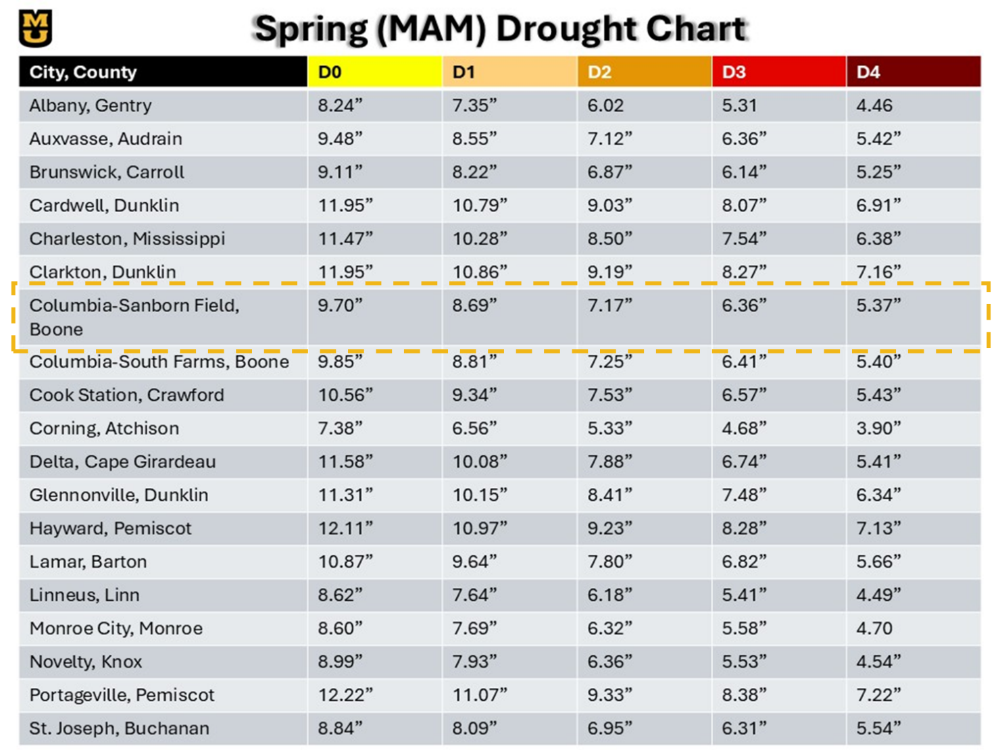 MU
Spring (MAM) Drought Chart
City, County D0 D1 D2 D3 D4
Albany, Gentry 8.24” 7.35” 6.02 5.31 4.46
Auxvasse, Audrain 9.48” 8.55” 7.12” 6.36” 5.42”
Brunswick, Carroll 9.11” 8.22” 6.87” 6.14” 5.25”
Cardwell, Dunklin 11.95” 10.79” 9.03” 8.07” 6.91”
Charleston, Mississippi 11.47” 10.28” 8.50” 7.54” 6.38”
Clarkton, Dunklin 11.95” 10.86” 9.19” 8.27” 7.16”
Columbia-Sanborn Field, 9.70” 8.69” 7.17” 6.36” 5.37”
Boone
Columbia-South Farms, Boone 9.85” 8.81” 7.25” 6.41” 5.40”
Cook Station, Crawford 10.56” 9.34” 7.53” 6.57” 5.43”
Corning, Atchison 7.38” 6.56” 5.33” 4.68” 3.90”
Delta, Cape Girardeau 11.58” 10.08” 7.88” 6.74” 5.41”
Glennonville, Dunklin 11.31” 10.15” 8.41” 7.48” 6.34”
Hayward, Pemiscot 12.11” 10.97” 9.23” 8.28” 7.13”
Lamar, Barton 10.87” 9.64” 7.80” 6.82” 5.66”
Linneus, Linn 8.62” 7.64” 6.18” 5.41” 4.49”
Monroe City, Monroe 8.60” 7.69” 6.32” 5.58” 4.70
Novelty, Knox 8.99” 7.93” 6.36” 5.53” 4.54”
Portageville, Pemiscot 12.22” 11.07” 9.33” 8.38” 7.22”
St. Joseph, Buchanan 8.84” 8.09” 6.95” 6.31” 5.54”